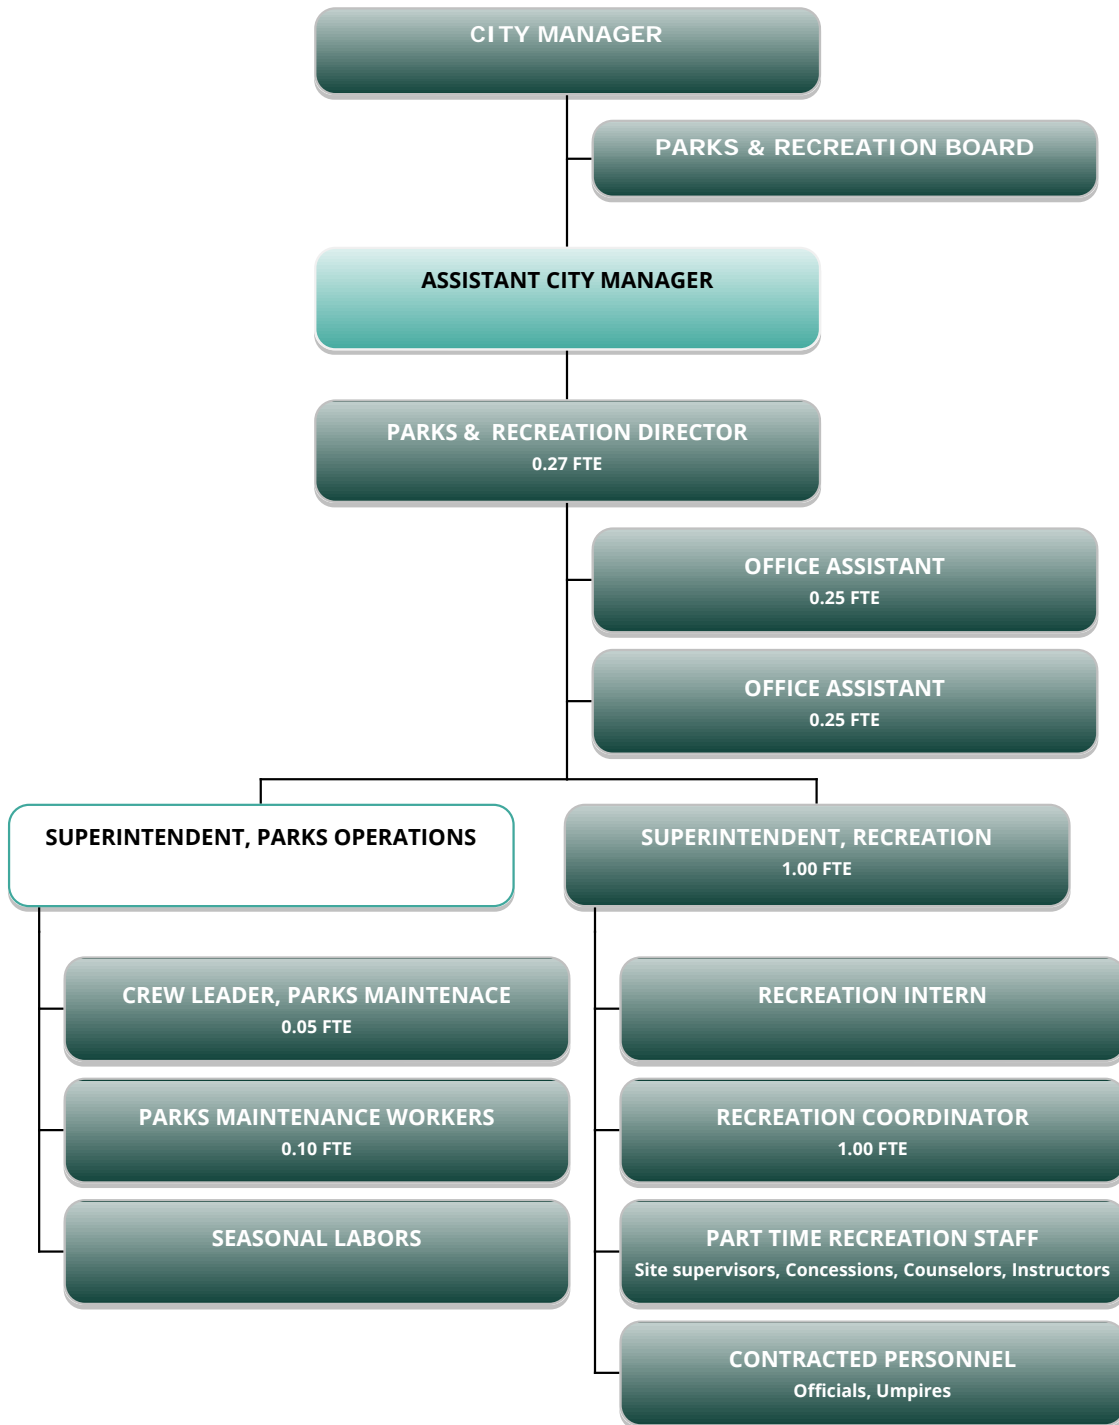 CITY MANAGER
PARKS & RECREATION BOARD
ASSISTANT CITY MANAGER
PARKS &  RECREATION DIRECTOR
0.27 FTE
OFFICE ASSISTANT
0.25 FTE
OFFICE ASSISTANT
0.25 FTE
SUPERINTENDENT, PARKS OPERATIONS
SUPERINTENDENT, RECREATION
1.00 FTE
CREW LEADER, PARKS MAINTENACE
0.05 FTE
PARKS MAINTENANCE WORKERS
0.10 FTE
SEASONAL LABORS
RECREATION INTERN
RECREATION COORDINATOR
1.00 FTE
PART TIME RECREATION STAFF
Site supervisors, Concessions, Counselors, Instructors
CONTRACTED PERSONNEL
Officials, Umpires